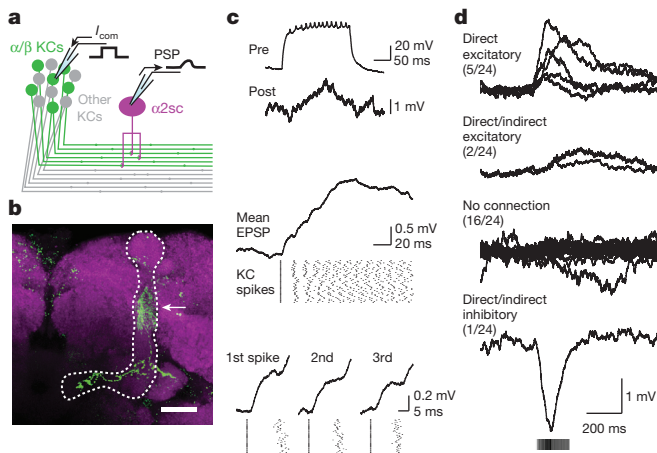 a
α/β KCs
I com
PSP
Other
KCs
α2sc
b
c
Pre
20 mV
50 ms
Post
1 mV
Mean
EPSP
0.5 mV
20 ms
KC
spikes
1st spike
2nd
3rd
0.2 mV
5 ms
d
Direct
excitatory
(5/24)
Direct/indirect
excitatory
(2/24)
No connection
(16/24)
Direct/indirect
inhibitory
(1/24)
1 mV
200 ms